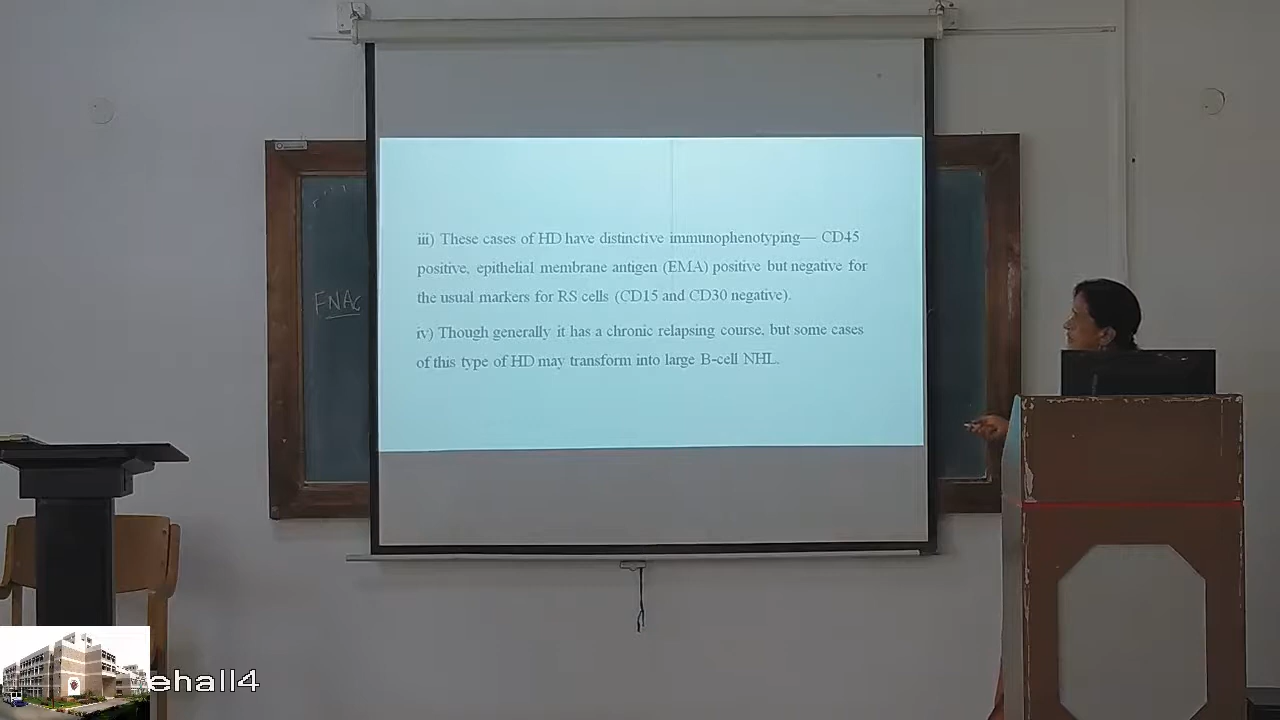 iii) These cases of HD have distinctive immunophenotyping— CD45
positive, epithelial membrane antigen (EMA) positive but negative for
the usual markers for RS cells (CD15 and CD30 negative).
iv) Though generally it has a chronic relapsing course, but some cases
of this type of HD may transform into large B-cell NHL.
FNAC
ehall4